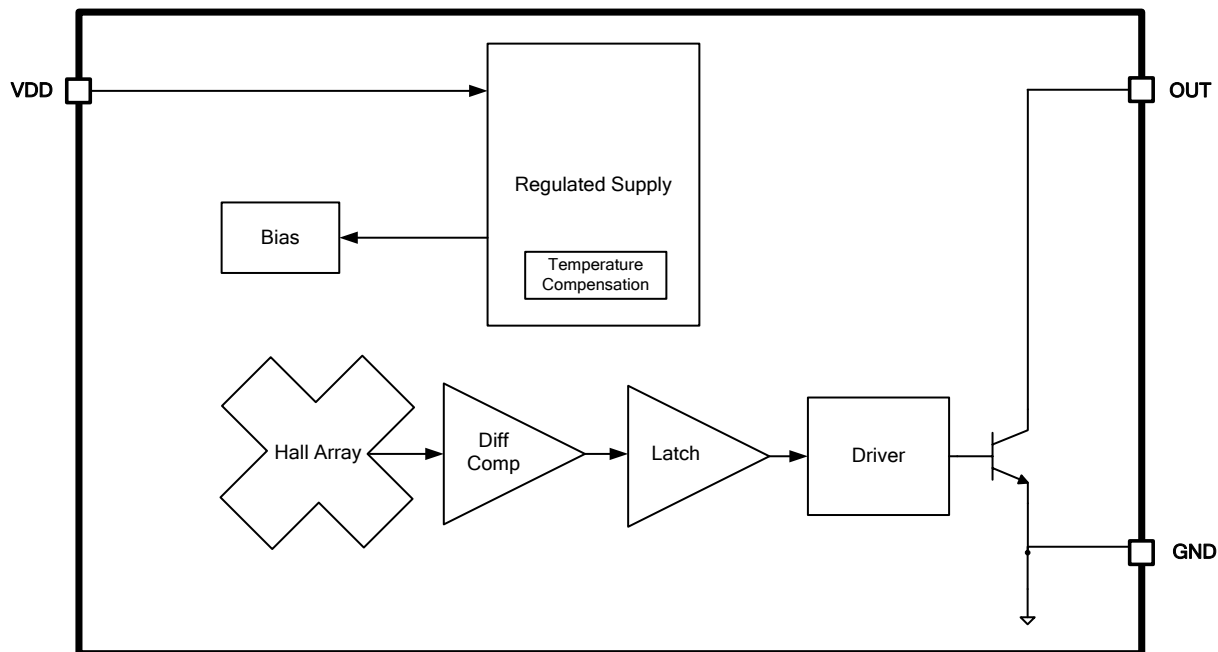 VDD
OUT
Regulated Supply
Bias
Temperature
Compensation
Hall Array
Diff
Comp
Latch
Driver
GND